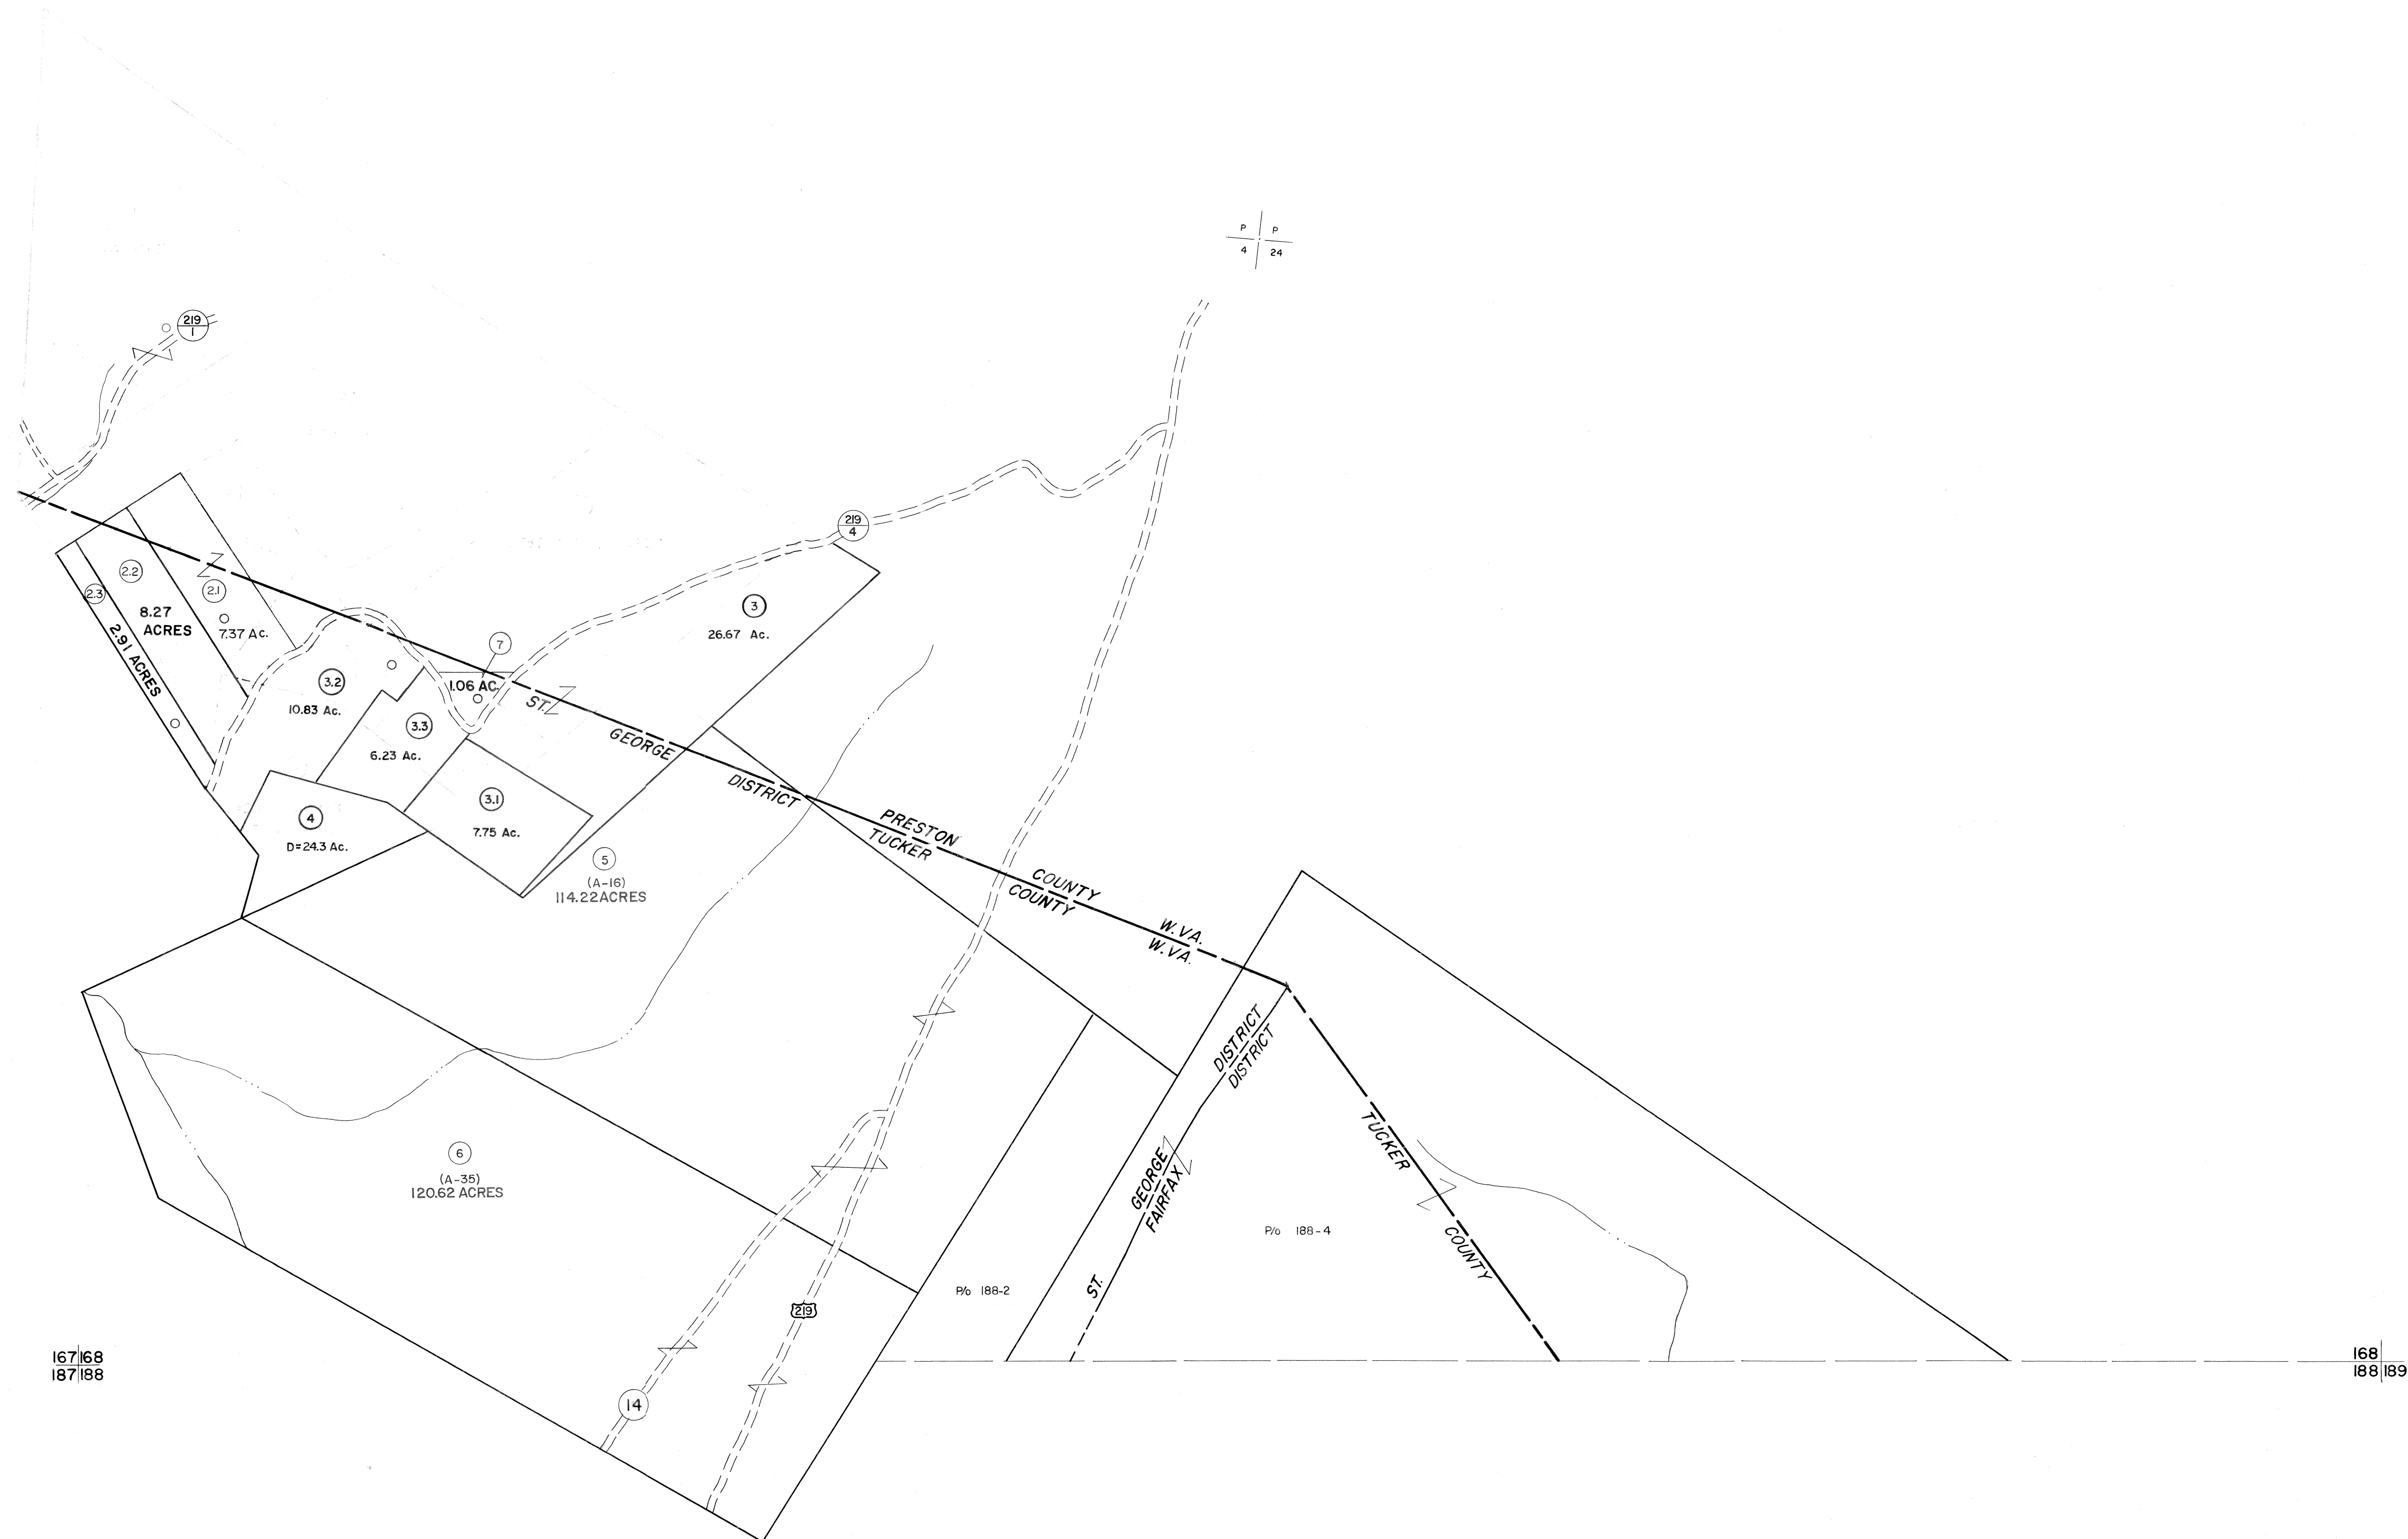 P P
4 24
219
1
219
4
2.3
2.2
2.1
8.27
ACRES
7.37 Ac.
2.91 ACRES
3
26.67 Ac.
7
1.06 AC.
3.2
10.83 Ac.
3.3
6.23 Ac.
3.1
7.75 Ac.
4
D=24.3 Ac.
5
(A-16)
114.22 ACRES
ST. GEORGE DISTRICT
PRESTON COUNTY W.VA.
TUCKER COUNTY W.VA.
ST. GEORGE DISTRICT
FAIRFAX DISTRICT
TUCKER COUNTY
6
(A-35)
120.62 ACRES
P/o 188-4
P/o 188-2
219
14
167 168
187 188
168
188 189